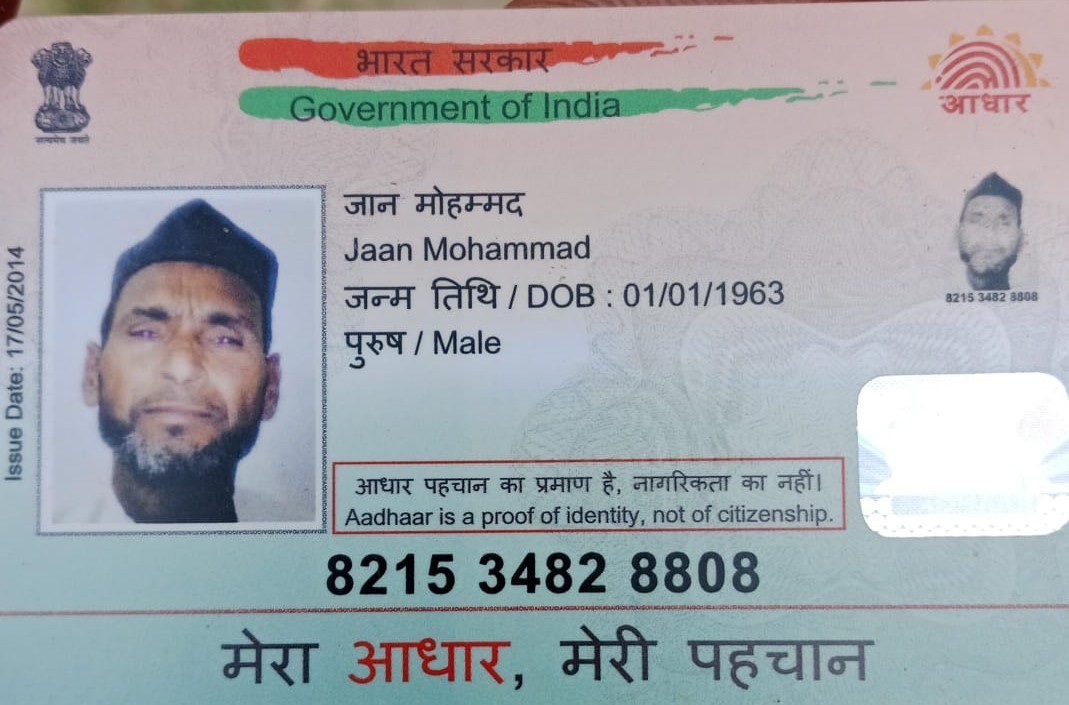 भारत सरकार
Government of India
आधार
सत्यमेव जयते
Issue Date: 17/05/2014
जान मोहम्मद
Jaan Mohammad
जन्म तिथि / DOB : 01/01/1963
पुरुष / Male
8215 3482 8808
आधार पहचान का प्रमाण है, नागरिकता का नहीं।
Aadhaar is a proof of identity, not of citizenship.
8215 3482 8808
मेरा आधार, मेरी पहचान